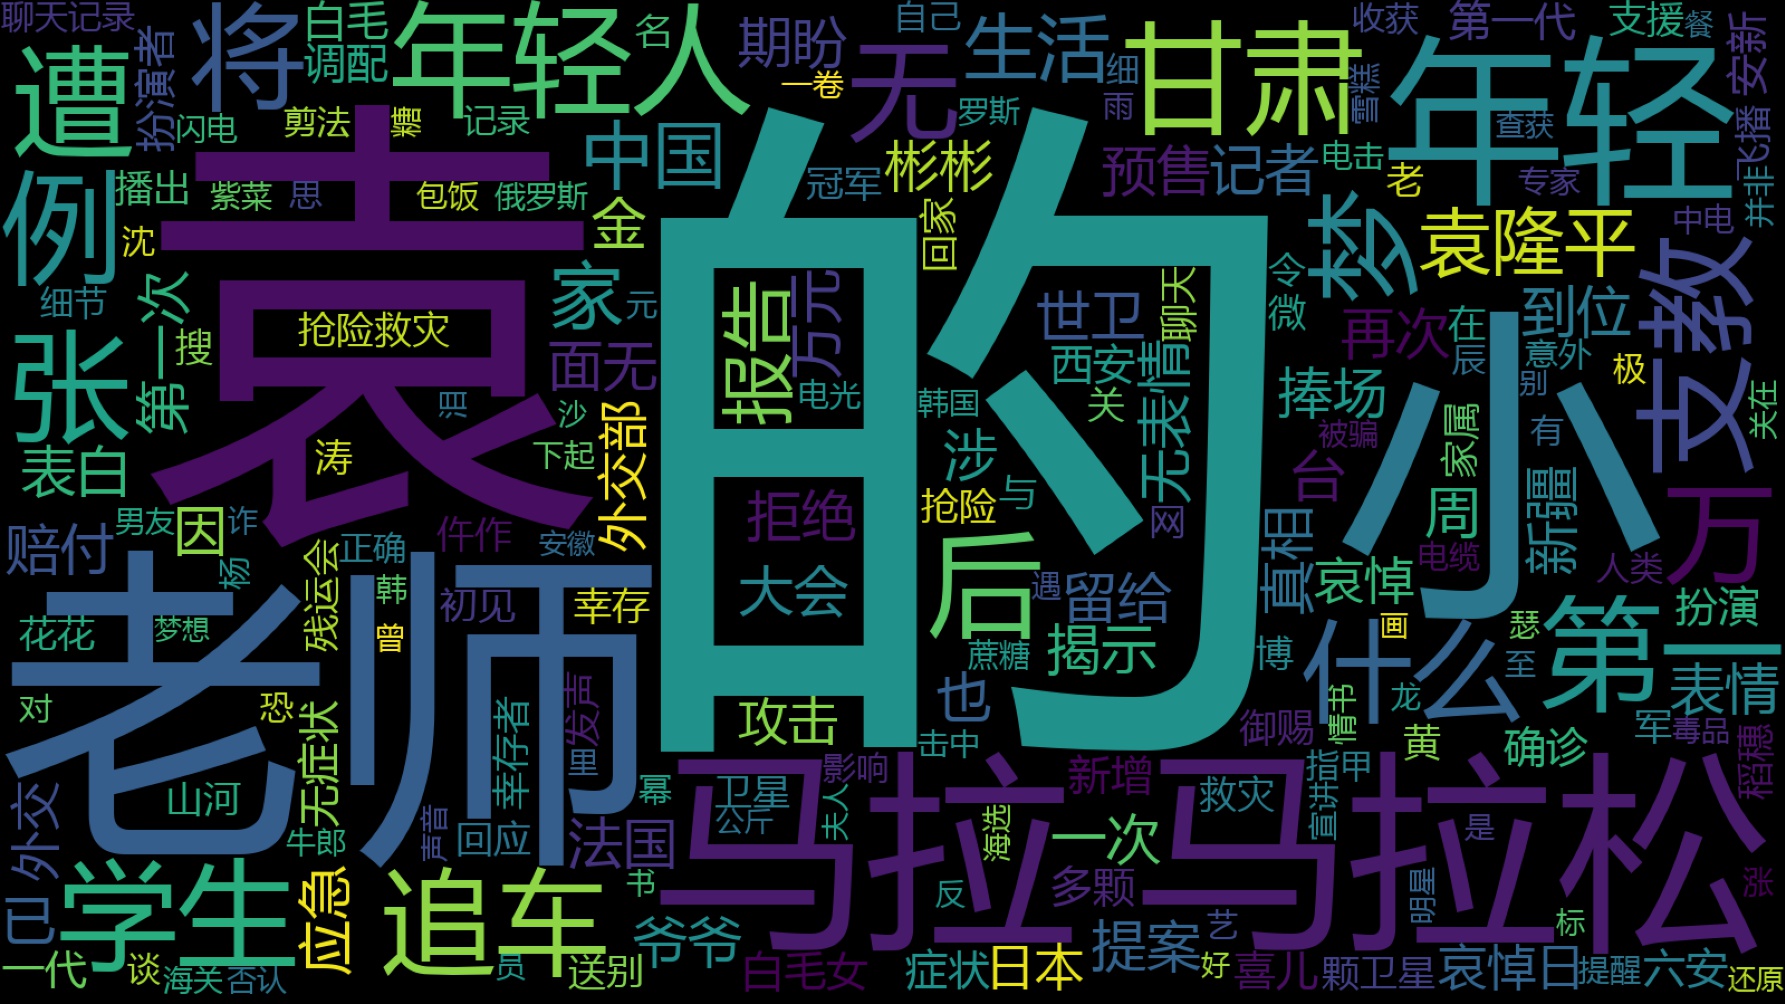 聊天记录
扮演者
将
白毛
调配
年轻人
名
期盼
自己
无
生活
细
雨
甘肃
收获
第一代
支援
餐
安新
遭
闪电
剪法
记录
一卷
罗斯
年轻
查获
飞播
中国
彬彬
冠军
预售
记者
电击
老
专家
并非
例
播出
紫菜
思
袁
包饭
俄罗斯
金
回家
的
梦
袁隆平
中电
支教
沈
细节
第一次
搜
抢险救灾
家
元
报告
万元
世卫
聊天
令
微
再次
在
辰
到位
意外
别
极
张
面无
电光
韩国
西安
关
无表情
捧场
小
关在
表白
涛
沙
下起
外交部
涉
抢险
与
网
被骗
台
家属
有
新疆
赔付
男友
因
诈
杨
仵作
安徽
拒绝
大会
后
遇
留给
真相
周
电缆
人类
万
残运会
正确
韩
初见
幸存
哀悼
扮演
花花
梦想
曾
老师
蔗糖
揭示
博
什么
画
瑟
至
第一
表情
对
恐
无症状
幸存者
发声
里
攻击
也
击中
御赐
情书
龙
黄
确诊
军
毒品
稻穗
外交
山河
牛郎
声音
回应
法国
幂
卫星
公斤
影响
夫人
马拉马拉松
新增
救灾
指甲
宣讲
海选
一次
是
已
学生
应急
追车
书
爷爷
多颗
反
明星
涨
一代
谈
海关
否认
员
送别
白毛女
症状
日本
提案
艺
好
喜儿
颗卫星
哀悼日
标
提醒
六安
还原